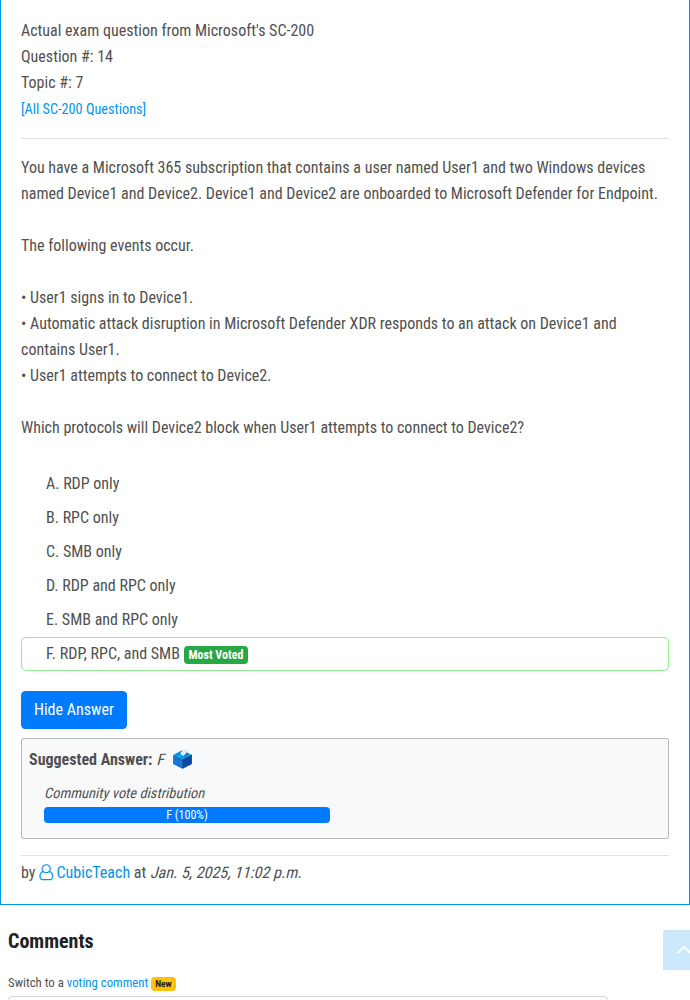 Actual exam question from Microsoft's SC-200
Question #: 14
Topic #: 7
[All SC-200 Questions]
You have a Microsoft 365 subscription that contains a user named User1 and two Windows devices
named Device1 and Device2. Device1 and Device2 are onboarded to Microsoft Defender for Endpoint.
The following events occur.
• User1 signs in to Device1.
• Automatic attack disruption in Microsoft Defender XDR responds to an attack on Device1 and
contains User1.
• User1 attempts to connect to Device2.
Which protocols will Device2 block when User1 attempts to connect to Device2?
A. RDP only
B. RPC only
C. SMB only
D. RDP and RPC only
E. SMB and RPC only
F. RDP, RPC, and SMB Most Voted
Hide Answer
Suggested Answer: F
Community vote distribution
F (100%)
by CubicTeach at Jan. 5, 2025, 11:02 p.m.
Comments
Switch to a voting comment New